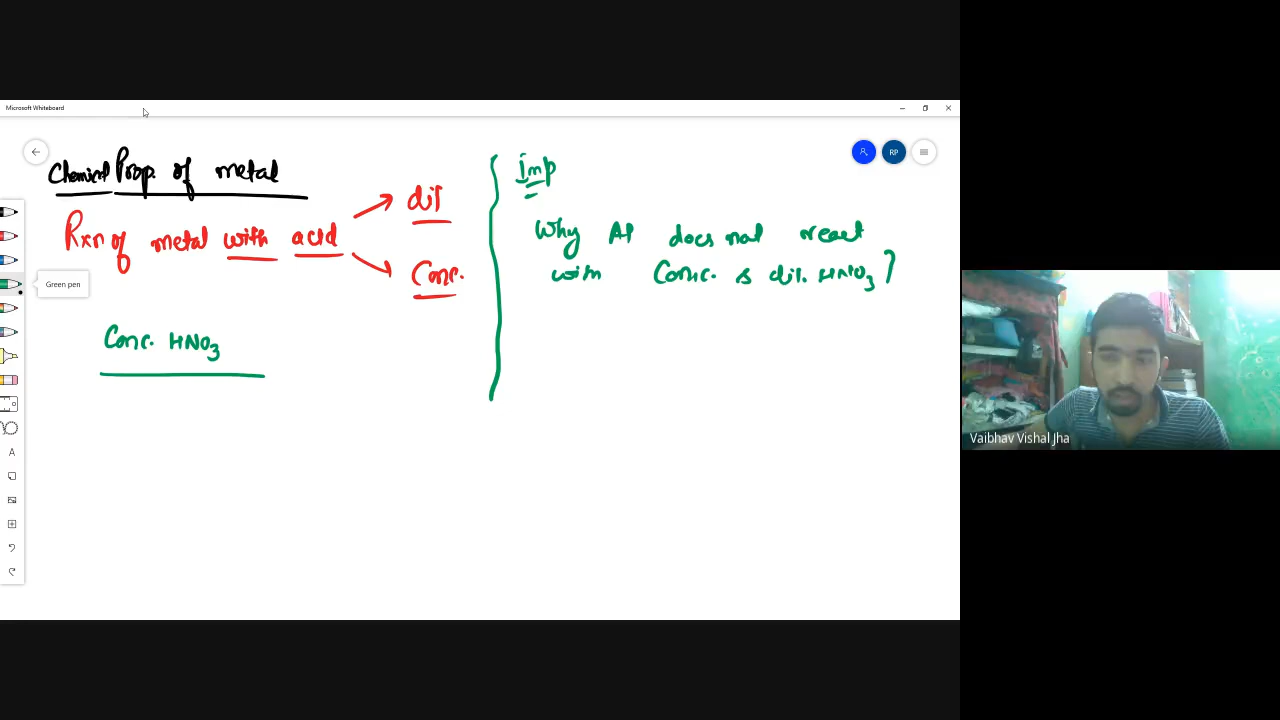 Microsoft Whiteboard
RP
Chemical Prop. of metal
Rxn of metal with acid
dil
Conc.
Green pen
Conc. HNO3
Imp
Why Al does not react
with Conc. & dil. HNO3?
A
Vaibhav Vishal Jha